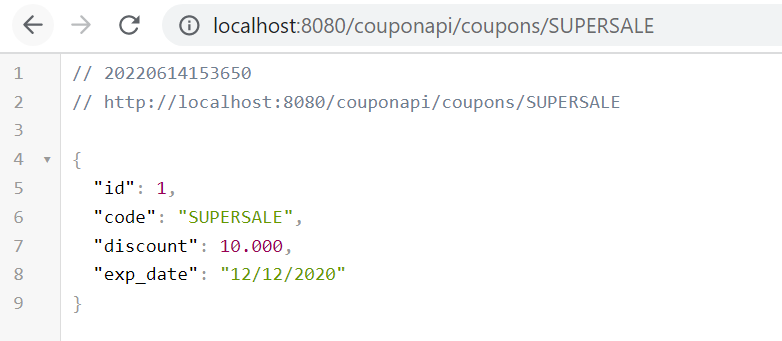 localhost:8080/couponapi/coupons/SUPERSALE
1 // 20220614153650
2 // http://localhost:8080/couponapi/coupons/SUPERSALE
3
4 {
5 "id": 1,
6 "code": "SUPERSALE",
7 "discount": 10.000,
8 "exp_date": "12/12/2020"
9 }